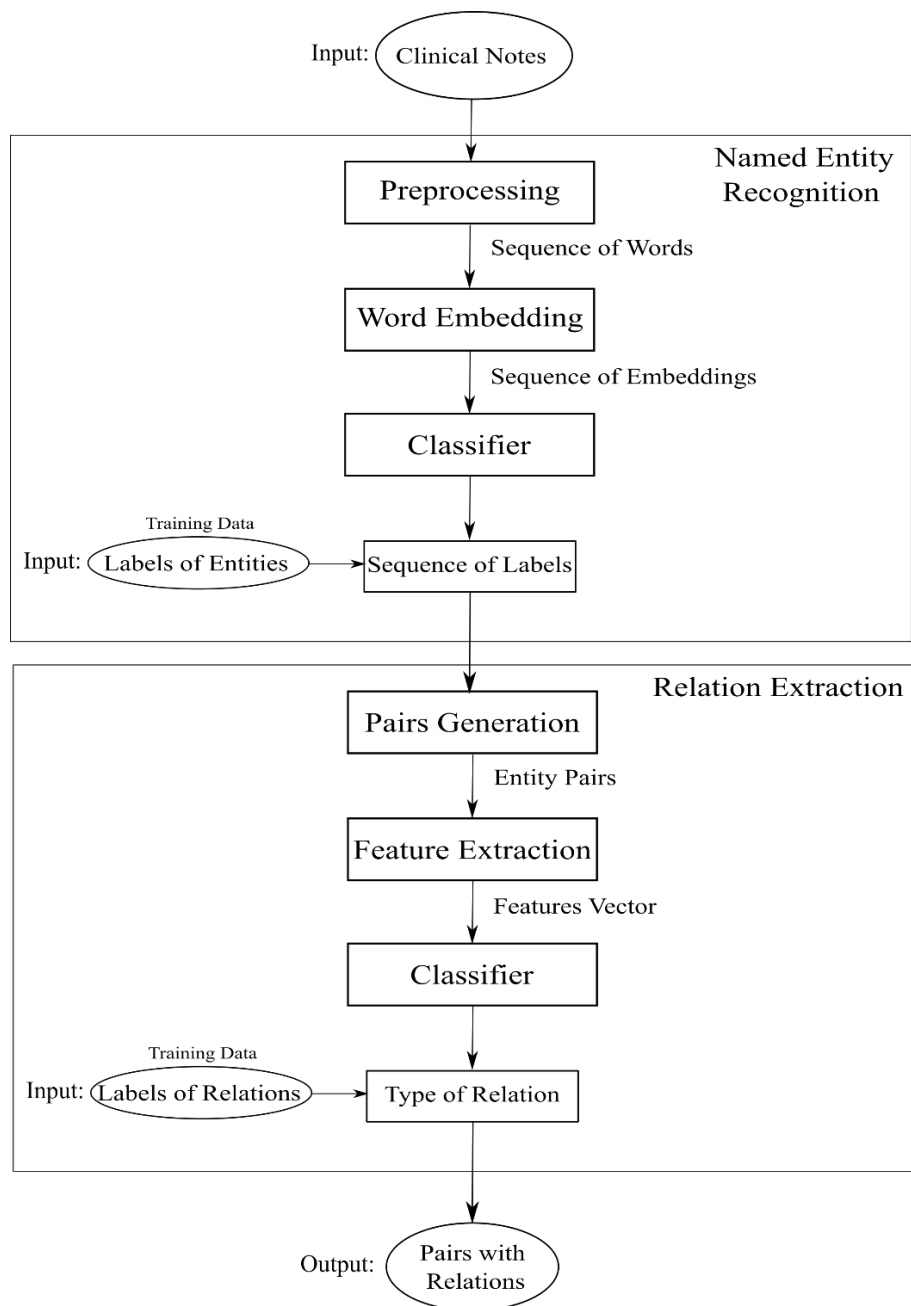 Input:
Clinical Notes
Named Entity
Recognition
Preprocessing
Sequence of Words
Word Embedding
Sequence of Embeddings
Classifier
Training Data
Input:
Labels of Entities
Sequence of Labels
Relation Extraction
Pairs Generation
Entity Pairs
Feature Extraction
Features Vector
Classifier
Training Data
Input:
Labels of Relations
Type of Relation
Output:
Pairs with
Relations